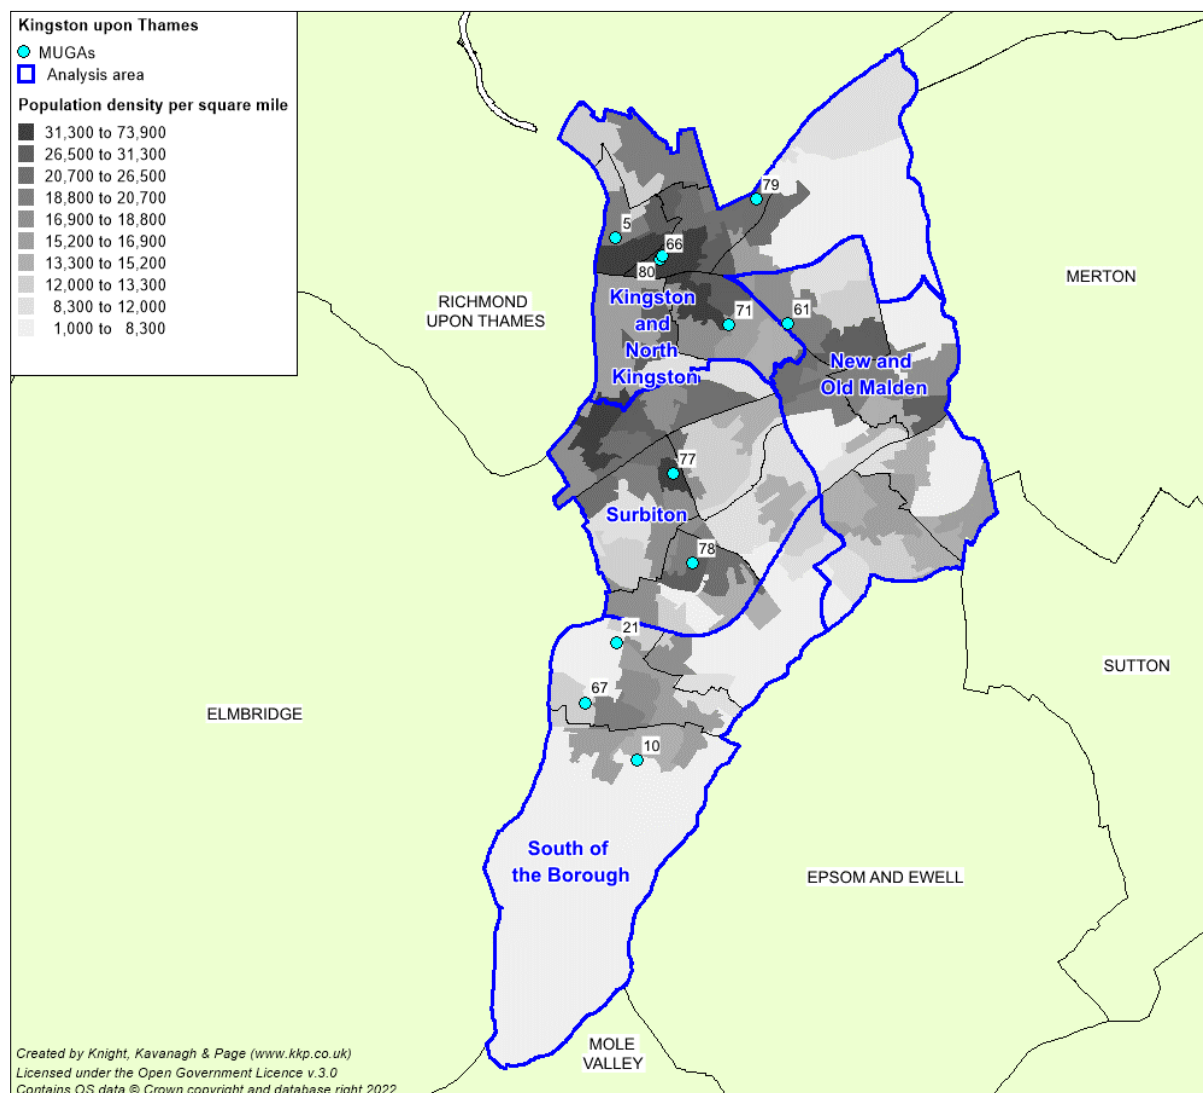 Kingston upon Thames
MUGAs
Analysis area
Population density per square mile
31,300 to 73,900
26,500 to 31,300
20,700 to 26,500
18,800 to 20,700
16,900 to 18,800
15,200 to 16,900
13,300 to 15,200
12,000 to 13,300
8,300 to 12,000
1,000 to 8,300
79
5
66
80
MERTON
RICHMOND
UPON THAMES
Kingston
and
North
Kingston
71
61
New and
Old Malden
77
Surbiton
78
21
SUTTON
67
ELMBRIDGE
10
South of
the Borough
EPSOM AND EWELL
MOLE
VALLEY
Created by Knight, Kavanagh & Page (www.kkp.co.uk)
Licensed under the Open Government Licence v.3.0
Contains OS data © Crown copyright and database right 2022